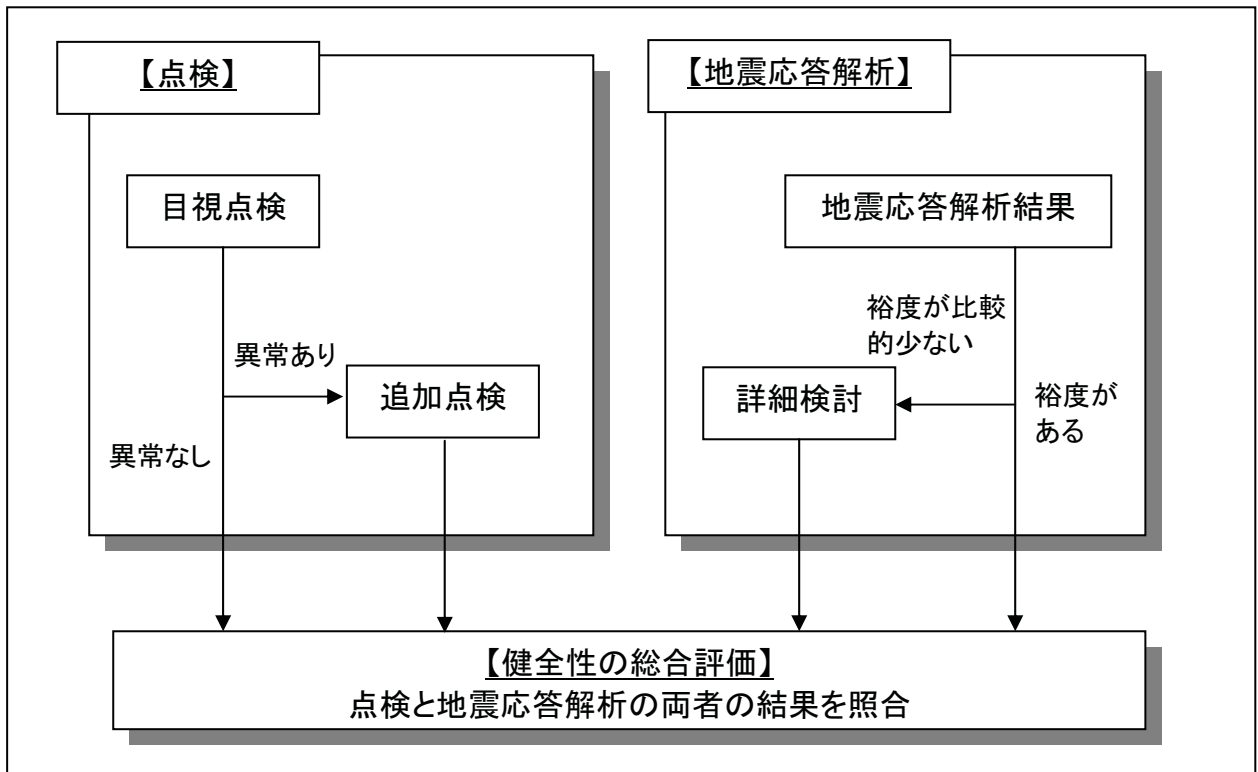 【点検】
目視点検
異常あり
追加点検
異常なし
【地震応答解析】
地震応答解析結果
裕度が比較
的少ない
詳細検討
裕度が
ある
【健全性の総合評価】
点検と地震応答解析の両者の結果を照合